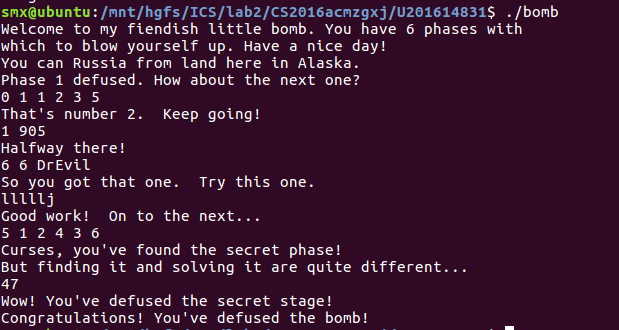 smx@ubuntu:/mnt/hgfs/ICS/lab2/CS2016acmzgxj/U201614831$ ./bomb
Welcome to my fiendish little bomb. You have 6 phases with
which to blow yourself up. Have a nice day!
You can Russia from land here in Alaska.
Phase 1 defused. How about the next one?
0 1 1 2 3 5
That's number 2.  Keep going!
1 905
Halfway there!
6 6 DrEvil
So you got that one.  Try this one.
lllllj
Good work!  On to the next...
5 1 2 4 3 6
Curses, you've found the secret phase!
But finding it and solving it are quite different...
47
Wow! You've defused the secret stage!
Congratulations! You've defused the bomb!